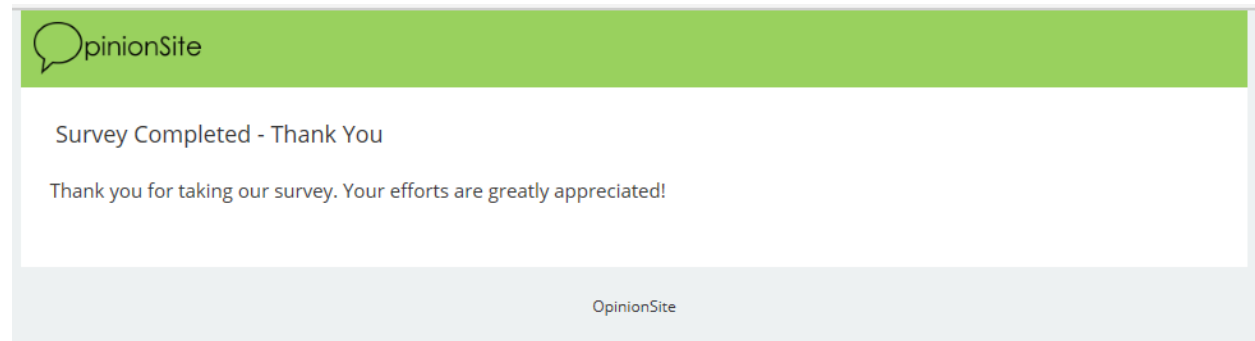 OpinionSite
Survey Completed - Thank You
Thank you for taking our survey. Your efforts are greatly appreciated!
OpinionSite